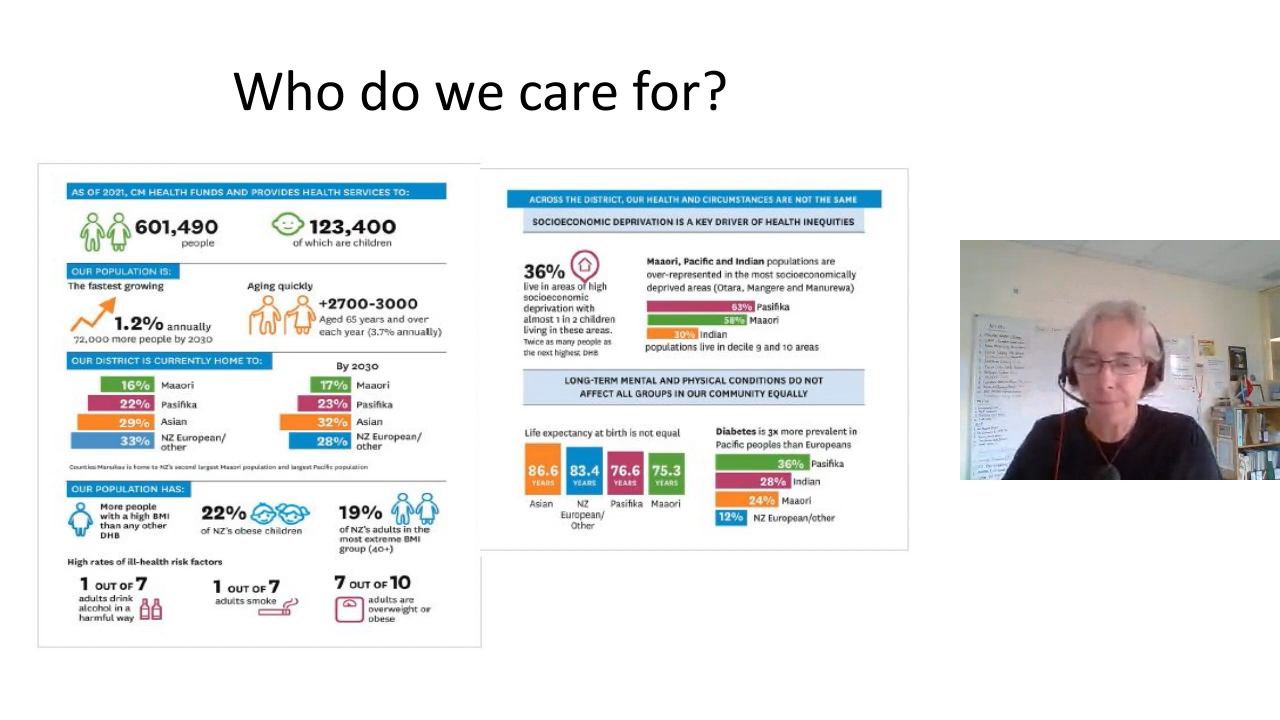 Who do we care for?
AS OF 2021, CM HEALTH FUNDS AND PROVIDES HEALTH SERVICES TO:
601,490
people
123,400
of which are children
OUR POPULATION IS:
The fastest growing
1.2% annually
72,000 more people by 2030
Aging quickly
+2700-3000
Aged 65 years and over
each year (3.7% annually)
OUR DISTRICT IS CURRENTLY HOME TO:
16% Maaori
22% Pasifika
29% Asian
33% NZ European/
other
By 2030
17% Maaori
23% Pasifika
32% Asian
28% NZ European/
other
Counties Manukau is home to NZ's second largest Maaori population and largest Pacific population
OUR POPULATION HAS:
More people
with a high BMI
than any other
DHB
22%
of NZ's obese children
19%
of NZ's adults in the
most extreme BMI
group (40+)
High rates of ill-health risk factors
1 OUT OF 7
adults drink
alcohol in a
harmful way
1 OUT OF 7
adults smoke
7 OUT OF 10
adults are
overweight or
obese
ACROSS THE DISTRICT, OUR HEALTH AND CIRCUMSTANCES ARE NOT THE SAME
SOCIOECONOMIC DEPRIVATION IS A KEY DRIVER OF HEALTH INEQUITIES
36%
live in areas of high
socioeconomic
deprivation with
almost 1 in 2 children
living in these areas.
Twice as many people as
the next highest DHB
Maaori, Pacific and Indian populations are
over-represented in the most socioeconomically
deprived areas (Otara, Mangere and Manurewa)
63% Pasifika
58% Maaori
30% Indian
populations live in decile 9 and 10 areas
LONG-TERM MENTAL AND PHYSICAL CONDITIONS DO NOT
AFFECT ALL GROUPS IN OUR COMMUNITY EQUALLY
Life expectancy at birth is not equal
86.6 83.4 76.6 75.3
YEARS YEARS YEARS YEARS
Asian NZ Pasifika Maaori
European/
Other
Diabetes is 3x more prevalent in
Pacific peoples than Europeans
36% Pasifika
28% Indian
24% Maaori
12% NZ European/other